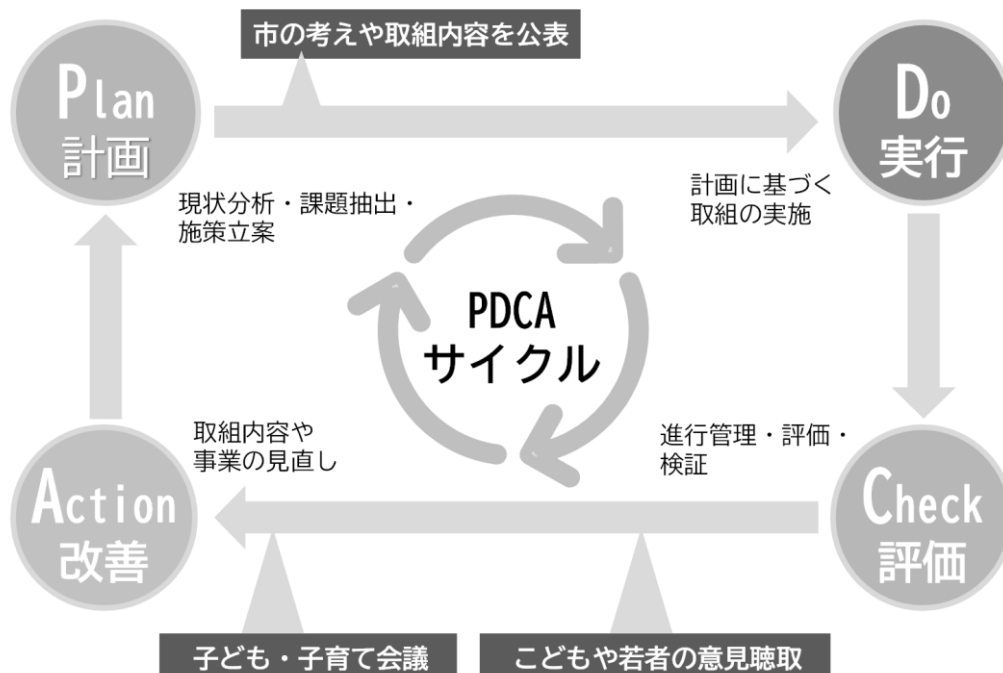 市の考えや取組内容を公表
Plan
計画
Do
実行
現状分析・課題抽出・
施策立案
計画に基づく
取組の実施
PDCA
サイクル
取組内容や
事業の見直し
進行管理・評価・
検証
Action
改善
Check
評価
子ども・子育て会議
こどもや若者の意見聴取